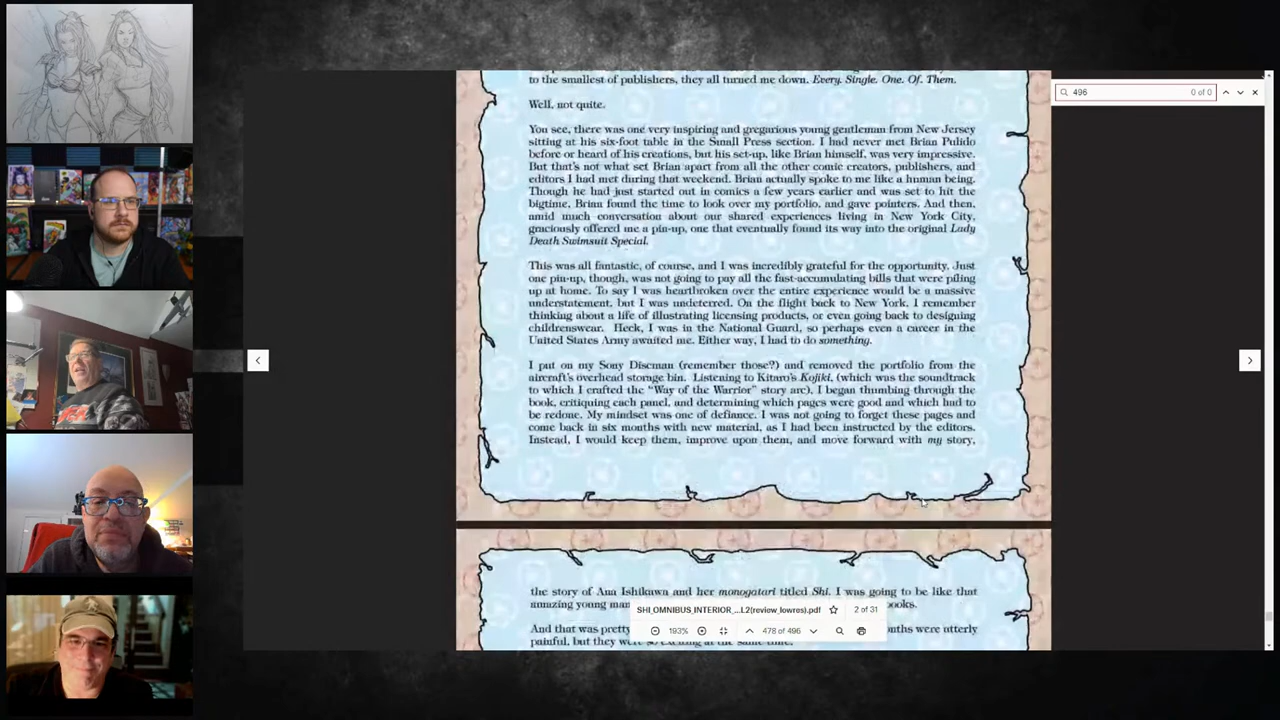 to the smallest of publishers, they all turned me down. Every. Single. One. Of. Them.
Well, not quite.
You see, there was one very inspiring and gregarious young gentleman from New Jersey
sitting at his six-foot table in the Small Press section. I had never met Brian Pulido
before or heard of his creations, but his set-up, like Brian himself, was very impressive.
But that's not what set Brian apart from all the other comic creators, publishers, and
editors I had met during that weekend. Brian actually spoke to me like a human being.
Though he had just started out in comics a few years earlier and was set to hit the
bigtime, Brian found the time to look over my portfolio, and gave pointers. And then,
amid much conversation about our shared experiences living in New York City,
graciously offered me a pin-up, one that eventually found its way into the original Lady
Death Swimsuit Special.
This was all fantastic, of course, and I was incredibly grateful for the opportunity. Just
one pin-up, though, was not going to pay all the fast-accumulating bills that were piling
up at home. To say I was heartbroken over the entire experience would be a massive
understatement, but I was undeterred. On the flight back to New York, I remember
thinking about a life of illustrating licensing products, or even going back to designing
childrenswear. Heck, I was in the National Guard, so perhaps even a career in the
United States Army awaited me. Either way, I had to do something.
I put on my Sony Discman (remember those?) and removed the portfolio from the
aircraft's overhead storage bin. Listening to Kitaro's Kojiki, (which was the soundtrack
to which I crafted the "Way of the Warrior" story arc), I began thumbing through the
book, critiquing each panel, and determining which pages were good and which had to
be redone. My mindset was one of defiance. I was not going to forget these pages and
come back in six months with new material, as I had been instructed by the editors.
Instead, I would keep them, improve upon them, and move forward with my story,
the story of Ana Ishikawa and her monogatari titled Shi. I was going to be like that
amazing young man
And that was pretty
painful, but they were so exciting at the same time.
496
0 of 0
SHI_OMNIBUS_INTERIOR_...L2(review_lowres).pdf
2 of 31
193%
478 of 496